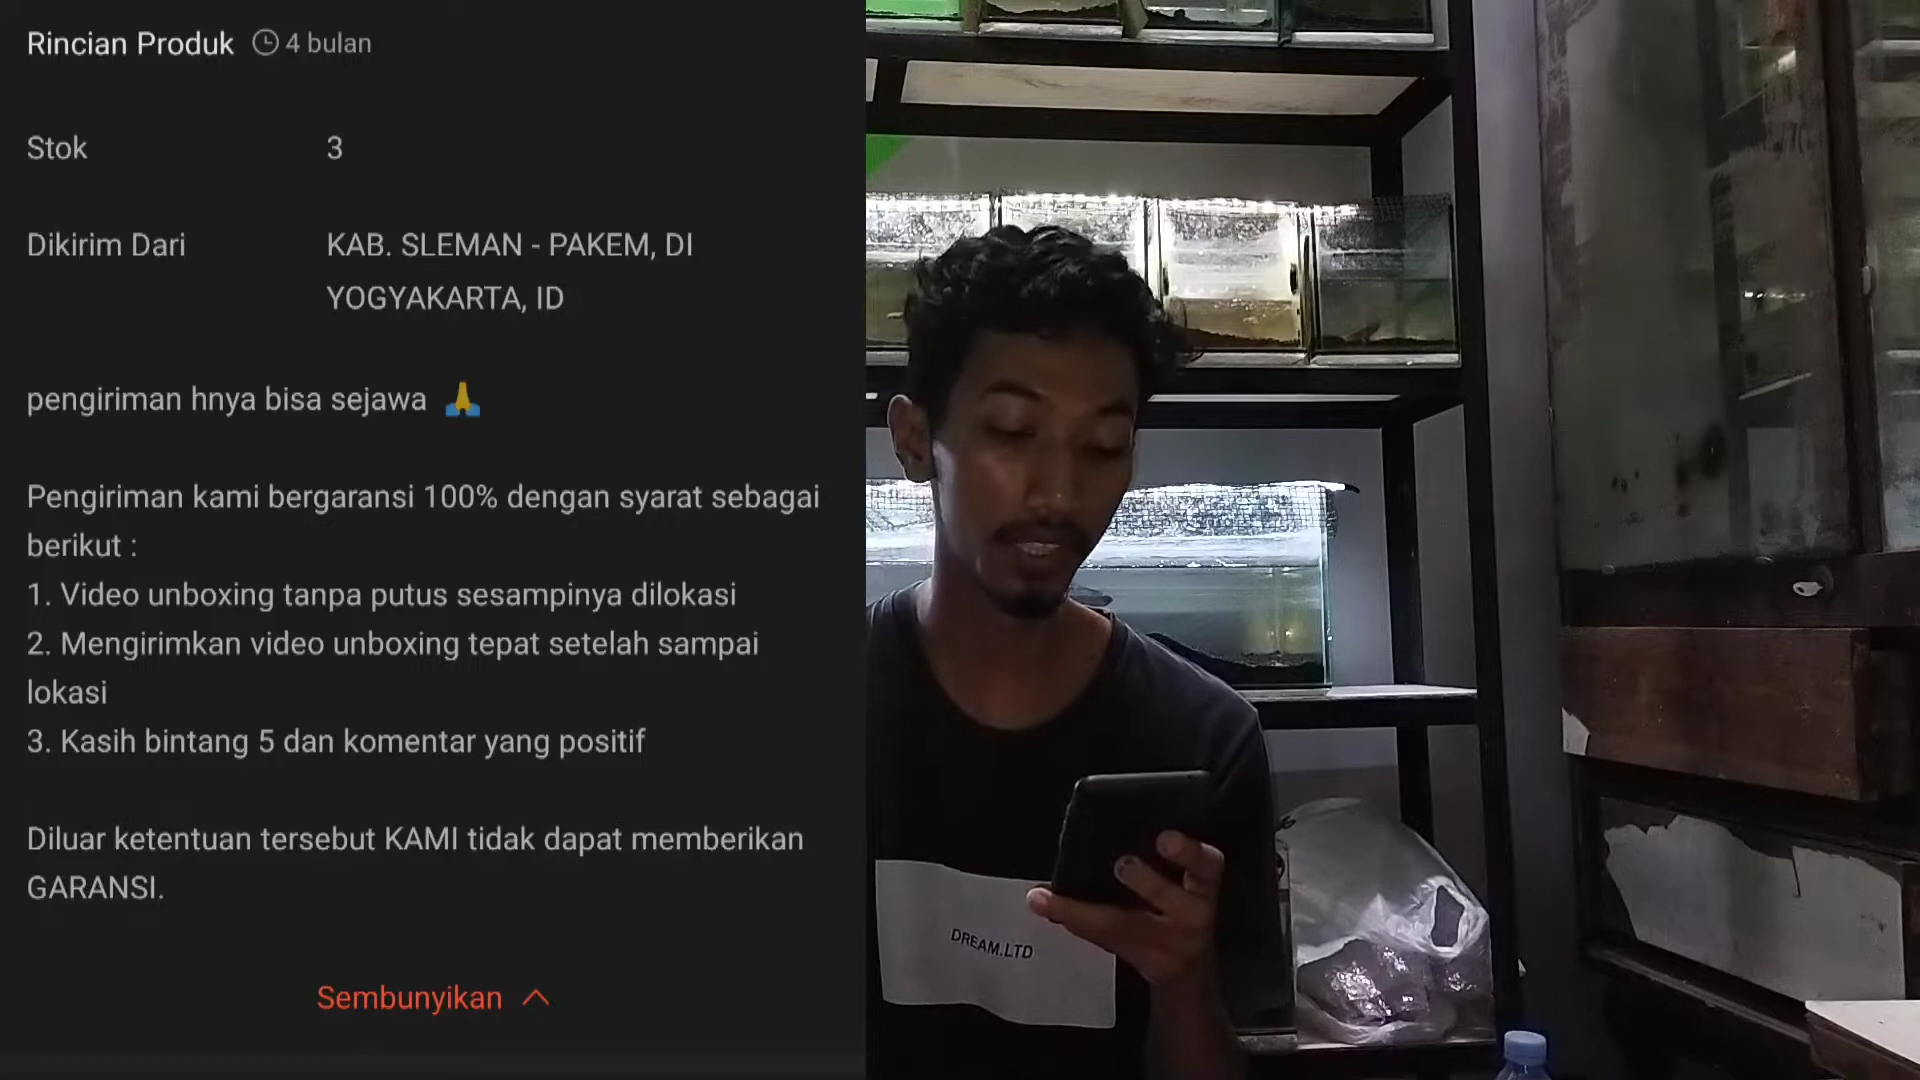 Rincian Produk 4 bulan
Stok 3
Dikirim Dari KAB. SLEMAN - PAKEM, DI
YOGYAKARTA, ID
pengiriman hnya bisa sejawa 🙏
Pengiriman kami bergaransi 100% dengan syarat sebagai
berikut :
1. Video unboxing tanpa putus sesampinya dilokasi
2. Mengirimkan video unboxing tepat setelah sampai
lokasi
3. Kasih bintang 5 dan komentar yang positif
Diluar ketentuan tersebut KAMI tidak dapat memberikan
GARANSI.
Sembunyikan
DREAM.LTD